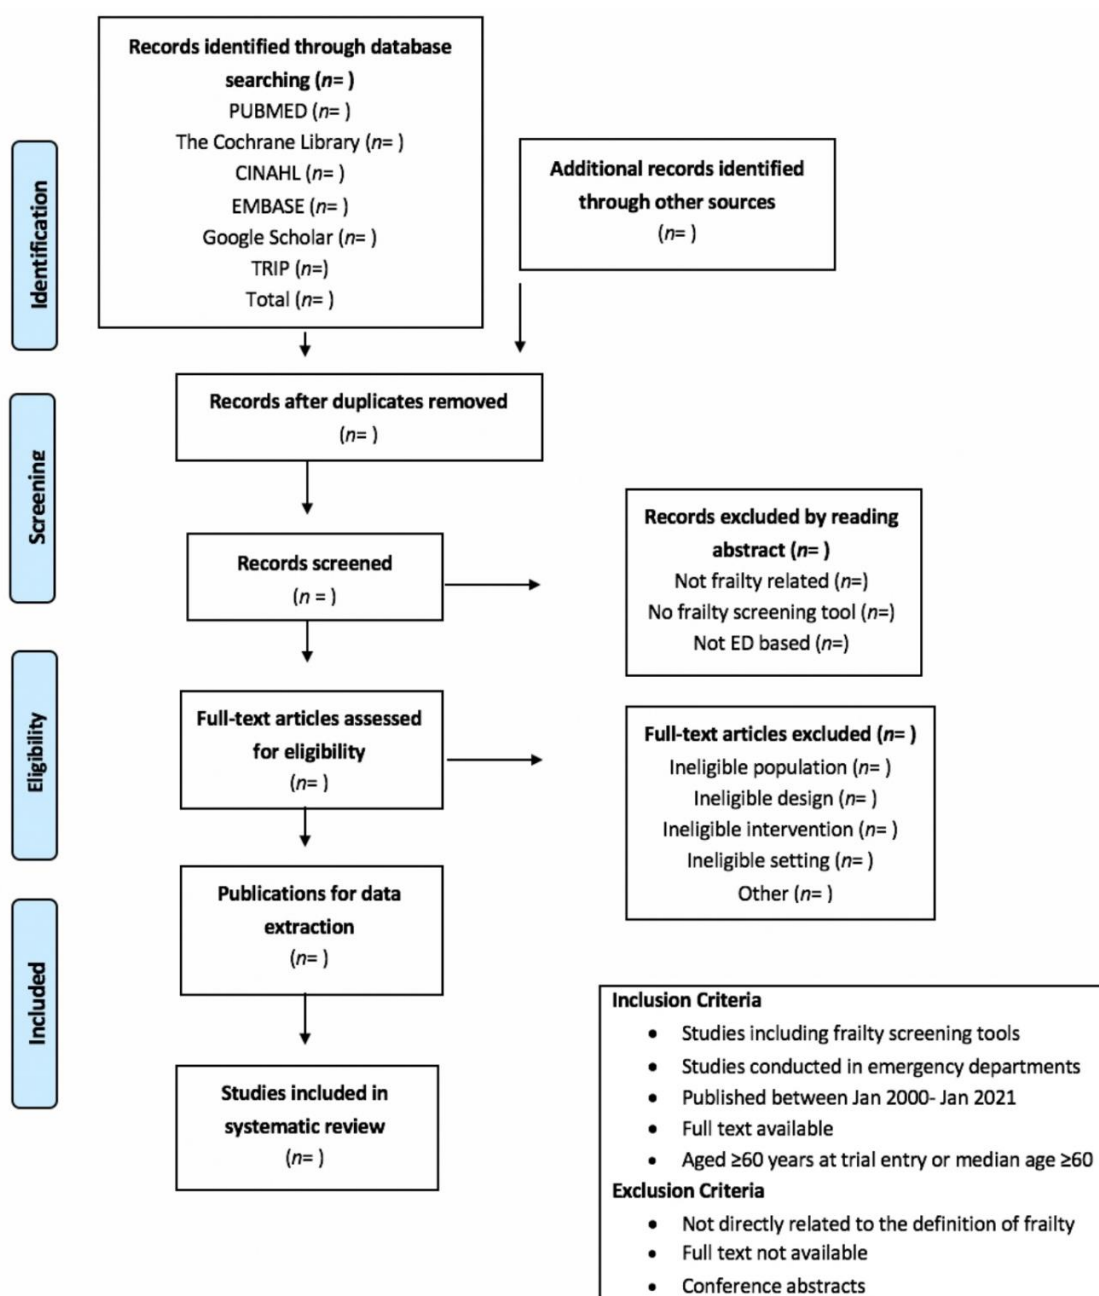 Records identified through database
searching (n= )
PUBMED (n= )
The Cochrane Library (n= )
CINAHL (n= )
EMBASE (n= )
Google Scholar (n= )
TRIP (n=)
Total (n= )
Additional records identified
through other sources
(n= )
Identification
Records after duplicates removed
(n= )
Screening
Records screened
(n = )
Records excluded by reading
abstract (n= )
Not frailty related (n=)
No frailty screening tool (n=)
Not ED based (n=)
Eligibility
Full-text articles assessed
for eligibility
(n= )
Full-text articles excluded (n= )
Ineligible population (n= )
Ineligible design (n= )
Ineligible intervention (n= )
Ineligible setting (n= )
Other (n= )
Included
Publications for data
extraction
(n= )
Studies included in
systematic review
(n= )
Inclusion Criteria
• Studies including frailty screening tools
• Studies conducted in emergency departments
• Published between Jan 2000- Jan 2021
• Full text available
• Aged ≥60 years at trial entry or median age ≥60
Exclusion Criteria
• Not directly related to the definition of frailty
• Full text not available
• Conference abstracts